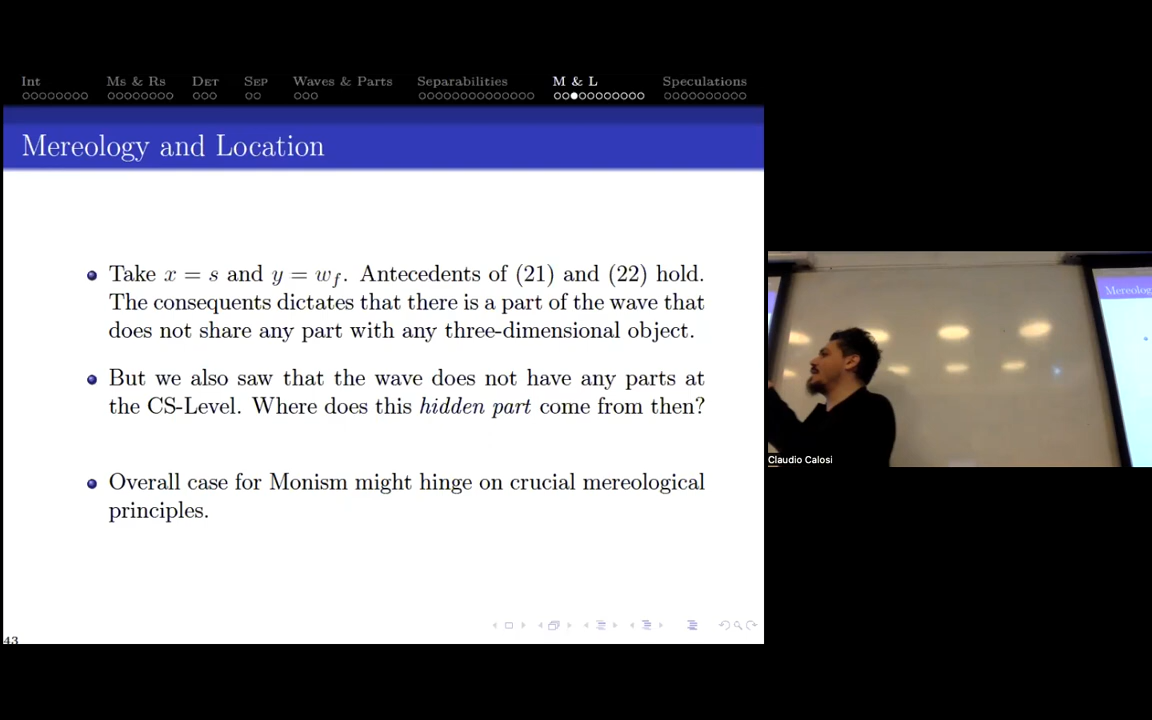 Int Ms & Rs Det Sep Waves & Parts Separabilities M & L Speculations
Mereology and Location
Take x = s and y = w_f. Antecedents of (21) and (22) hold.
The consequents dictates that there is a part of the wave that
does not share any part with any three-dimensional object.
But we also saw that the wave does not have any parts at
the CS-Level. Where does this hidden part come from then?
Overall case for Monism might hinge on crucial mereological
principles.
43
Mereolog
Claudio Calosi